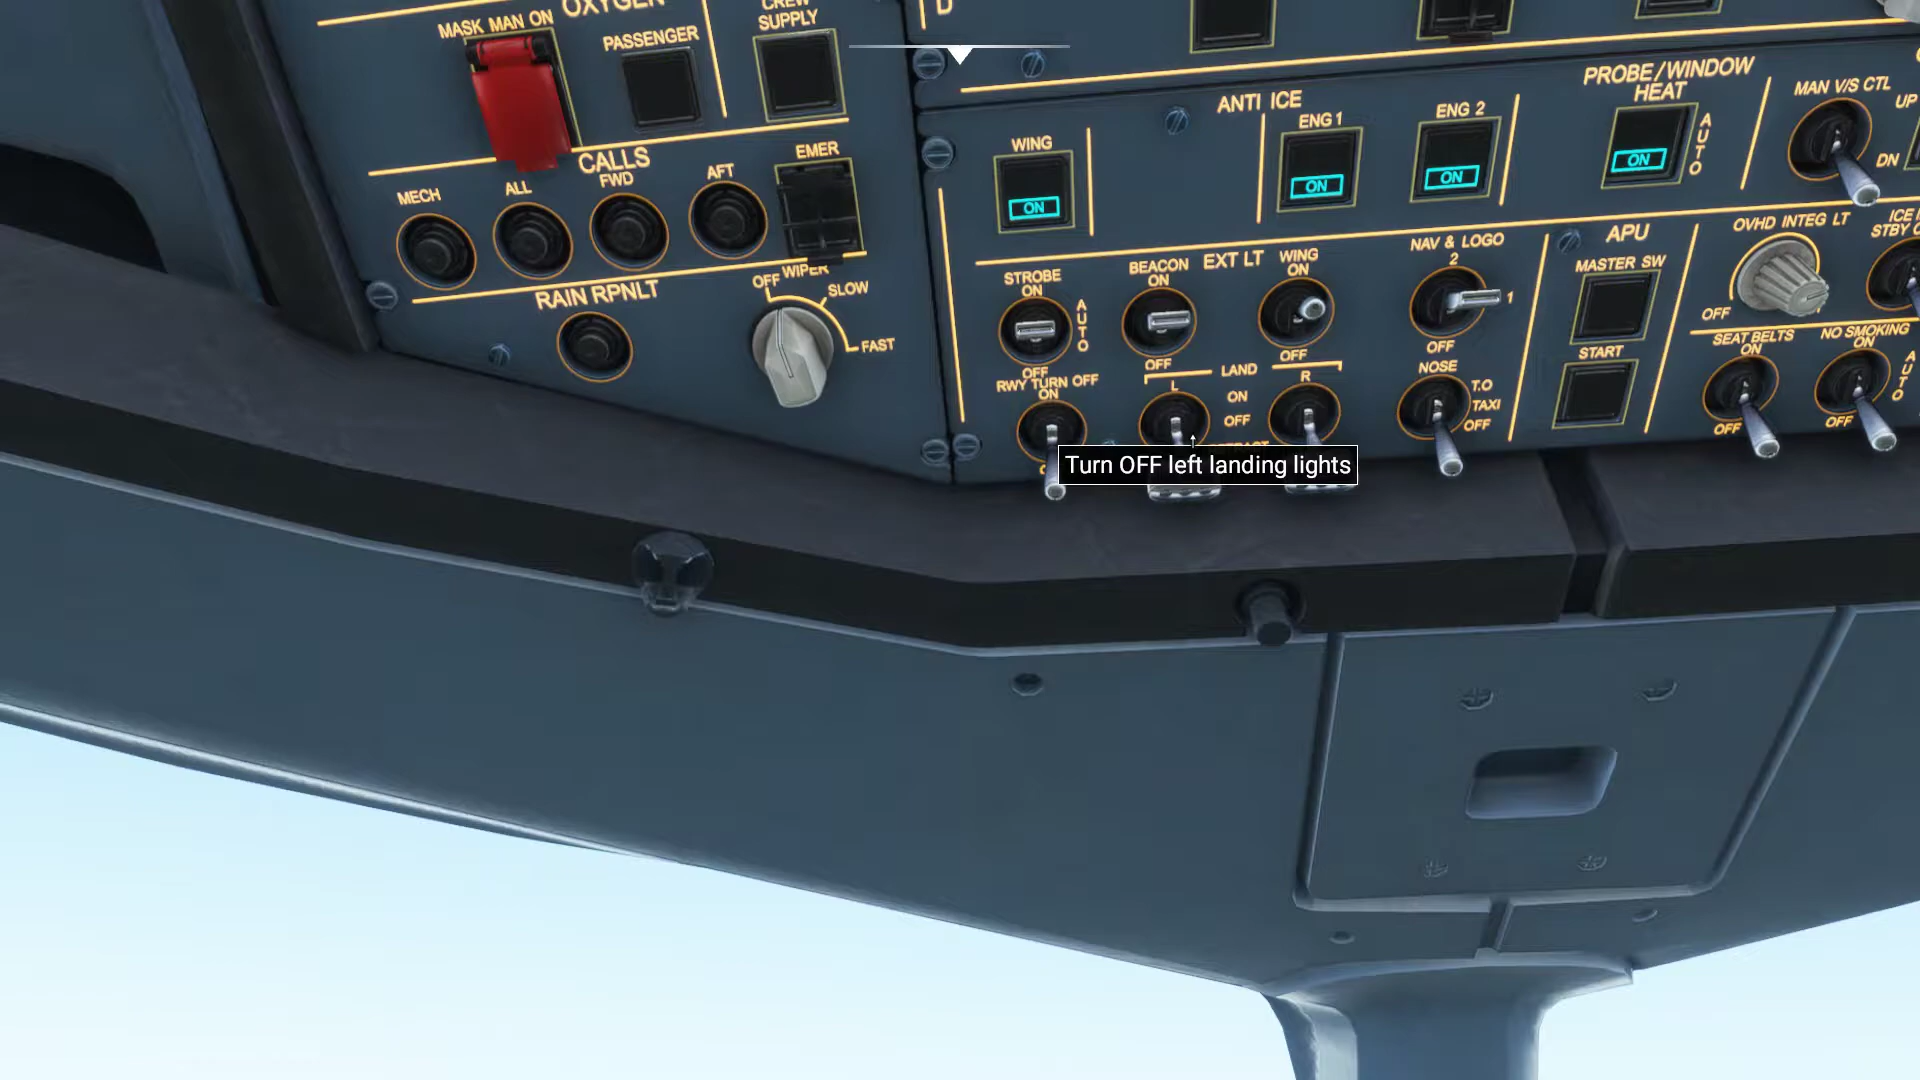 OXYGEN
MASK MAN ON
PASSENGER
CREW
SUPPLY
CALLS
MECH
ALL
FWD
AFT
EMER
RAIN RPNLT
WIPER
OFF
SLOW
FAST
D
ANTI ICE
WING
ON
ENG 1
ON
ENG 2
ON
PROBE/WINDOW
HEAT
ON
AUTO
MAN V/S CTL
UP
DN
EXT LT
STROBE
ON
AUTO
OFF
BEACON
ON
OFF
WING
ON
OFF
NAV & LOGO
2
1
OFF
APU
MASTER SW
START
OVHD INTEG LT
OFF
ICE
STBY
RWY TURN OFF
ON
LAND
L
R
ON
OFF
NOSE
T.O
TAXI
OFF
SEAT BELTS
ON
OFF
NO SMOKING
ON
AUTO
OFF
Turn OFF left landing lights